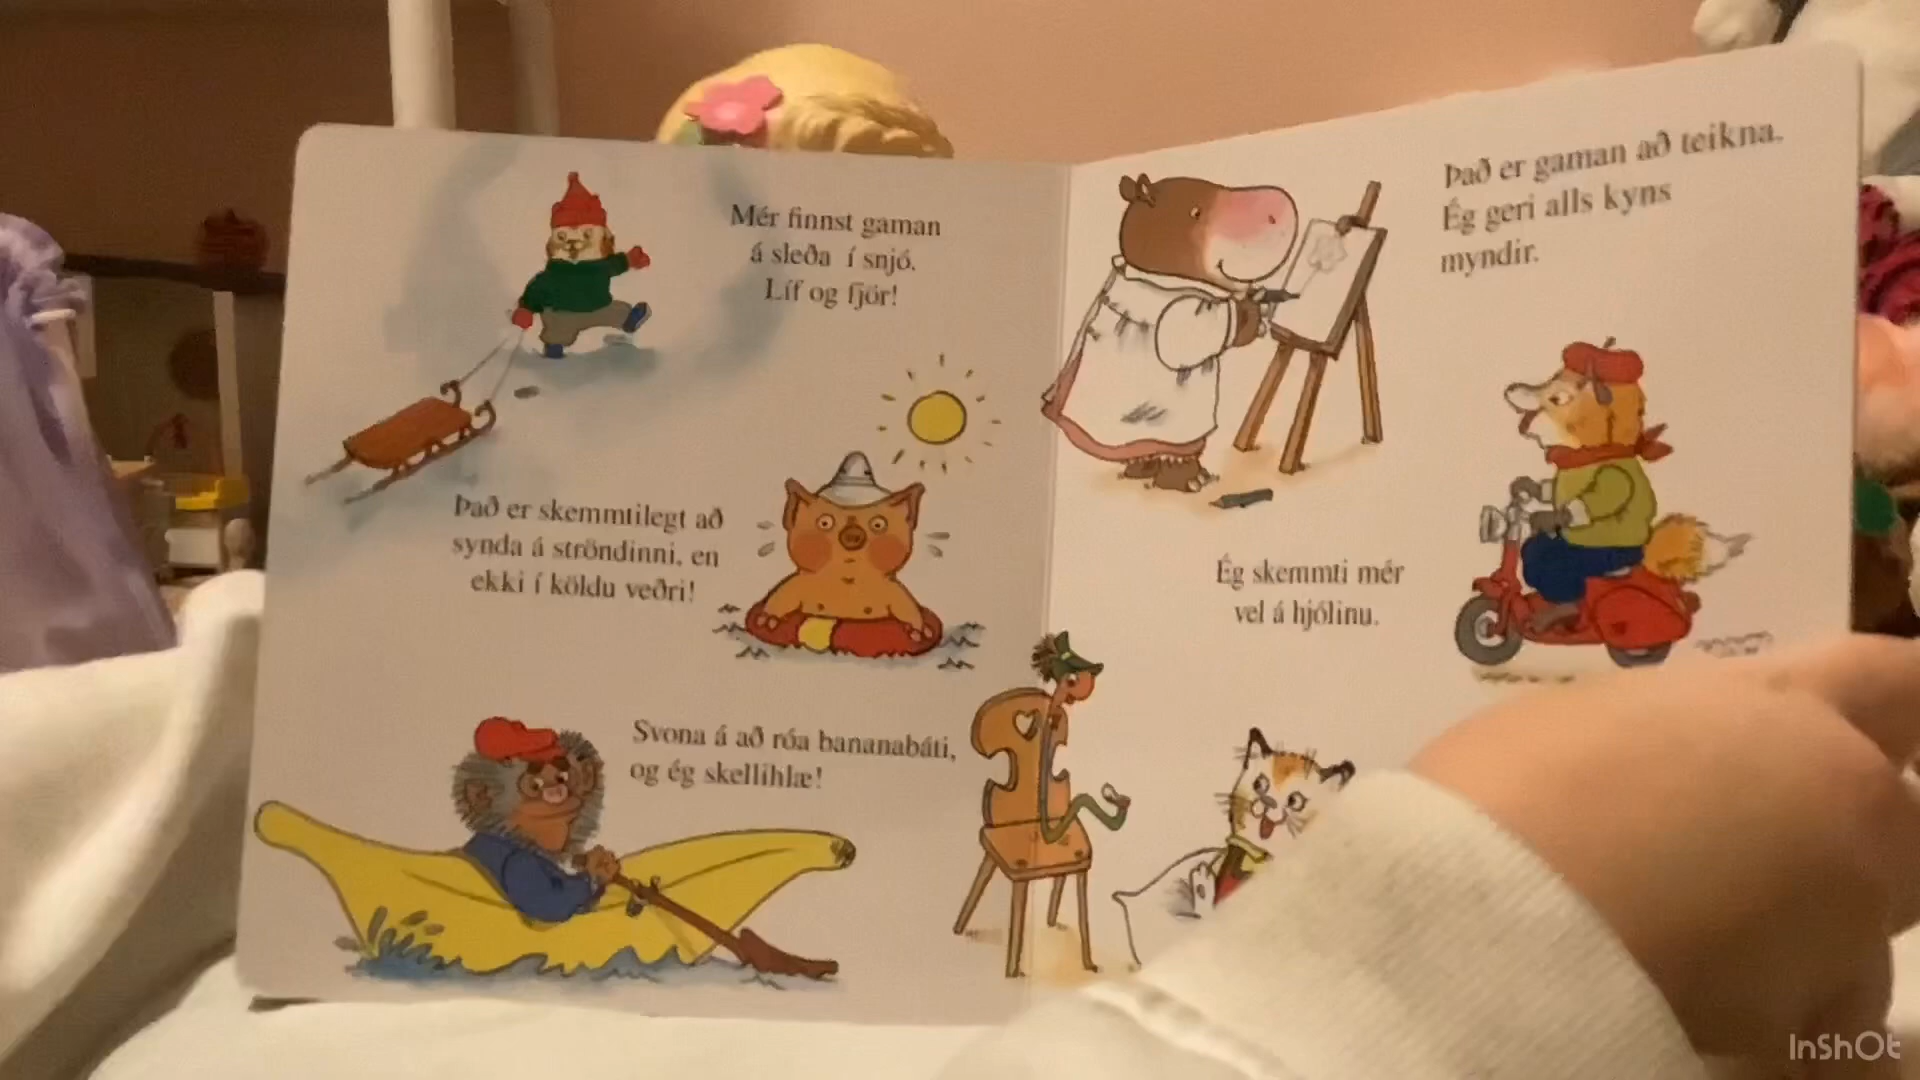 Mér finnst gaman
á sleða í snjó.
Líf og fjör!
Það er skemmtilegt að
synda á ströndinni, en
ekki í köldu veðri!
Svona á að róa bananabáti,
og ég skellihlæ!
Það er gaman að teikna.
Ég geri alls kyns
myndir.
Ég skemmti mér
vel á hjólinu.
InShOt